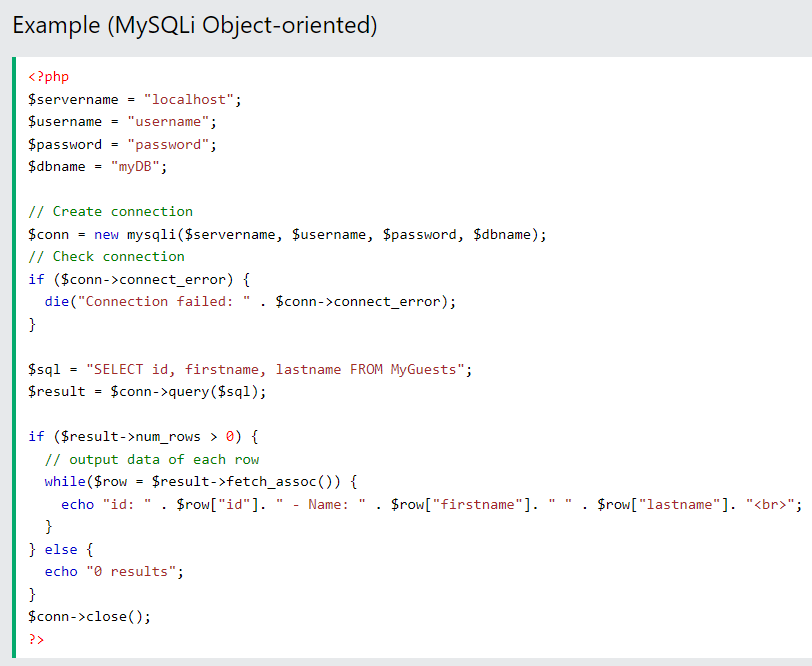 Example (MySQLi Object-oriented)
<?php
$servername = "localhost";
$username = "username";
$password = "password";
$dbname = "myDB";
// Create connection
$conn = new mysqli($servername, $username, $password, $dbname);
// Check connection
if ($conn->connect_error) {
  die("Connection failed: " . $conn->connect_error);
}
$sql = "SELECT id, firstname, lastname FROM MyGuests";
$result = $conn->query($sql);
if ($result->num_rows > 0) {
  // output data of each row
  while($row = $result->fetch_assoc()) {
    echo "id: " . $row["id"]. " - Name: " . $row["firstname"]. " " . $row["lastname"]. "<br>";
  }
} else {
  echo "0 results";
}
$conn->close();
?>